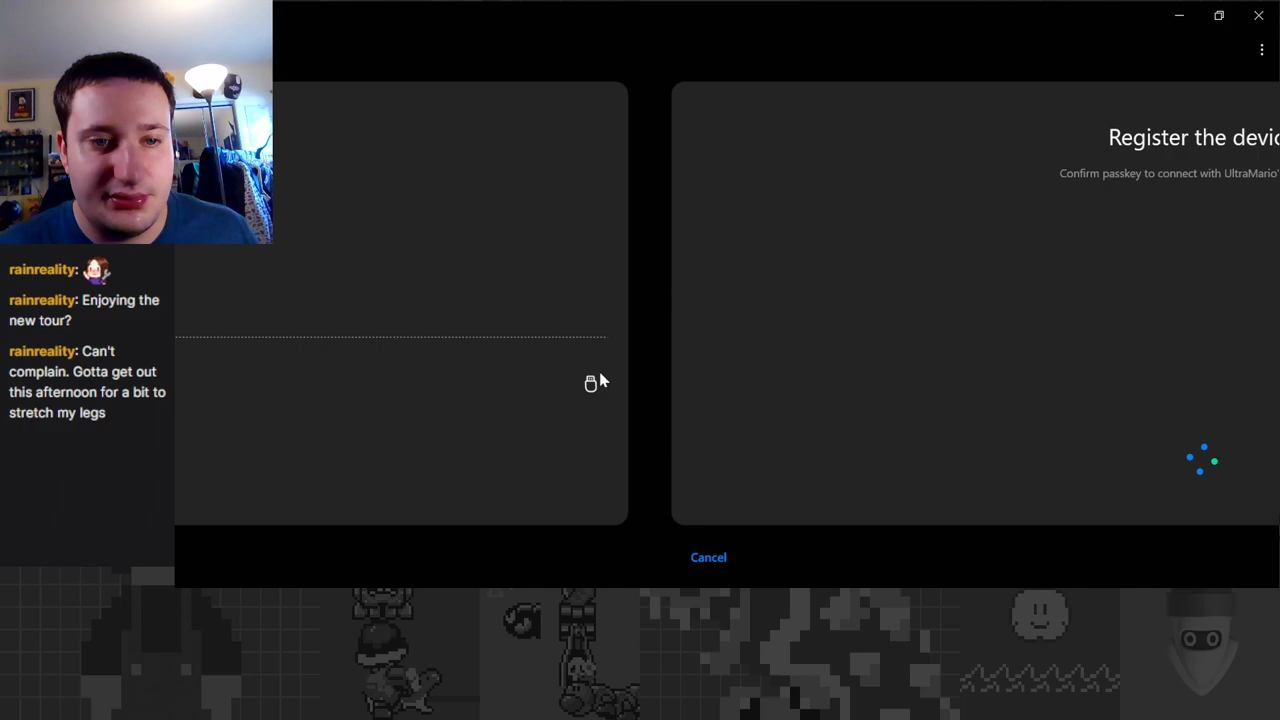 Register the devic
Confirm passkey to connect with UltraMario'
rainreality:
rainreality: Enjoying the
new tour?
rainreality: Can't
complain. Gotta get out
this afternoon for a bit to
stretch my legs
Cancel